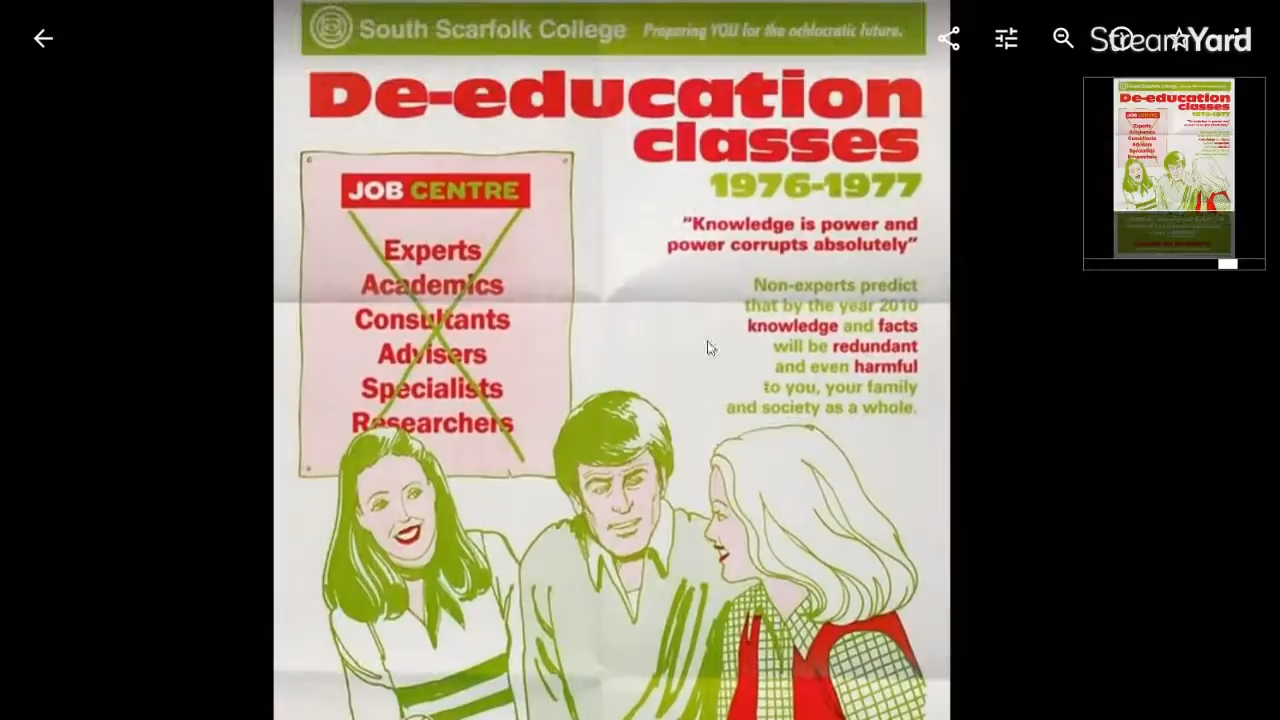 South Scarfolk College Preparing YOU for the ochlocratic future.
StreamYard
De-education
classes
1976-1977
JOB CENTRE
Experts
Academics
Consultants
Advisers
Specialists
Researchers
"Knowledge is power and
power corrupts absolutely"
Non-experts predict
that by the year 2010
knowledge and facts
will be redundant
and even harmful
to you, your family
and society as a whole.